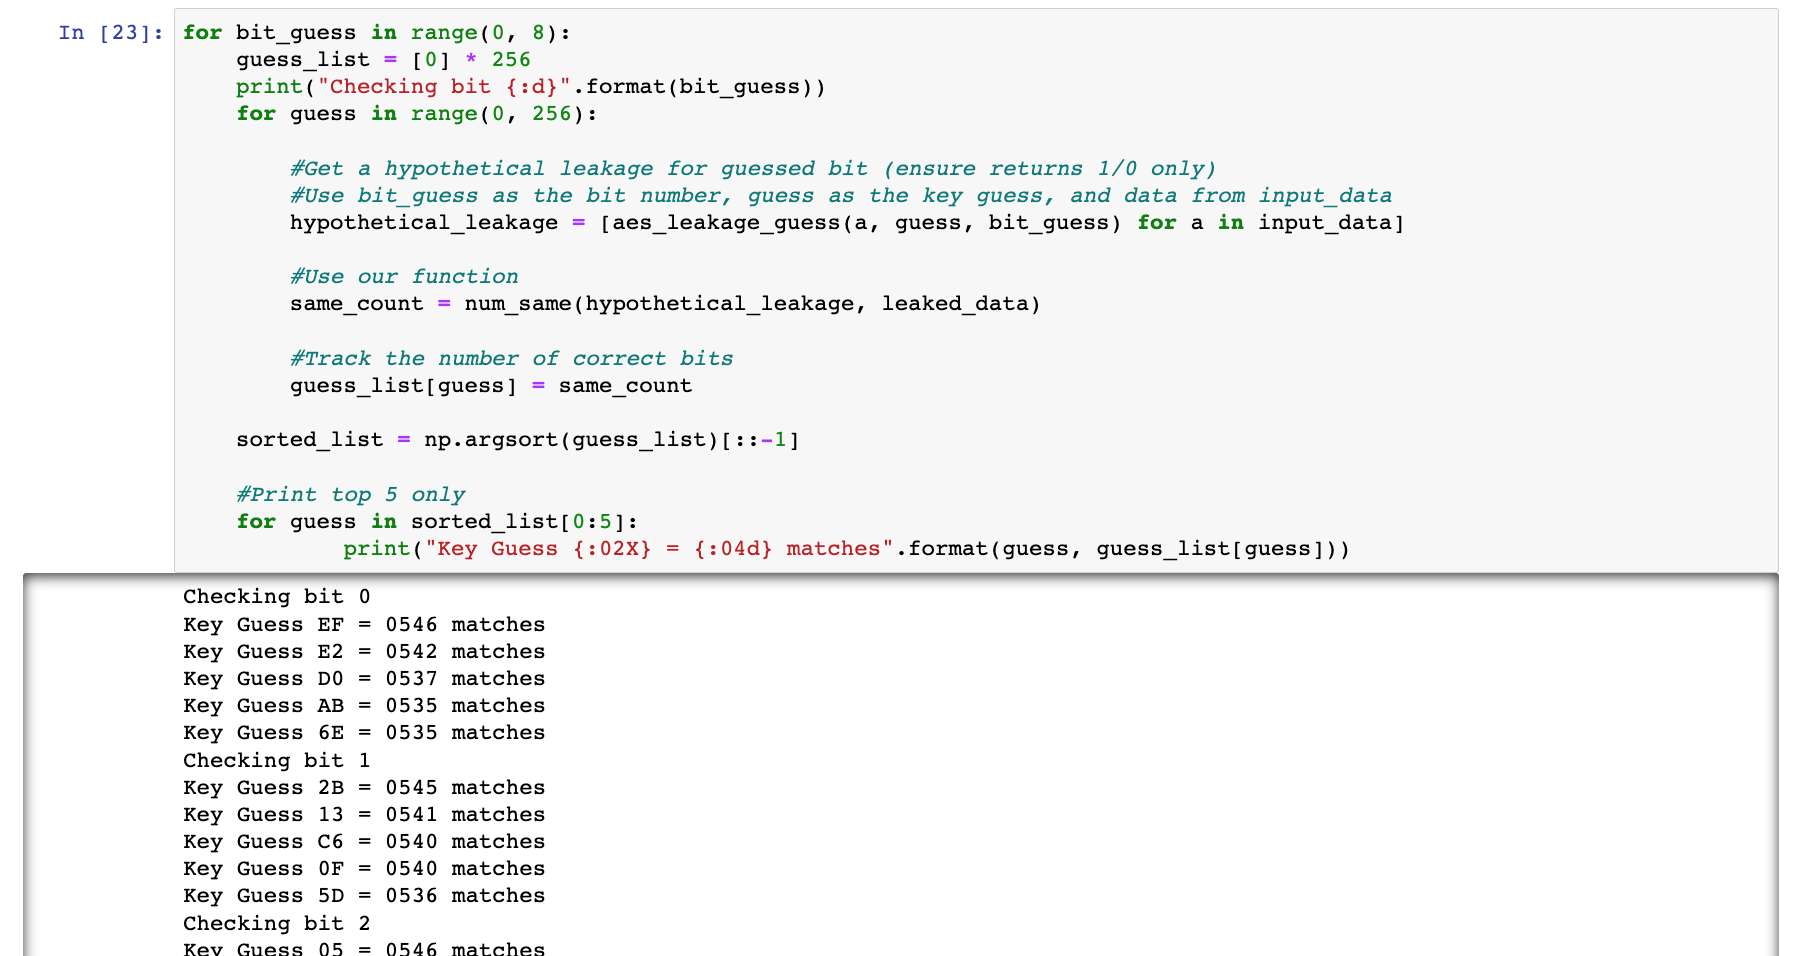 In [23]: for bit_guess in range(0, 8):
    guess_list = [0] * 256
    print("Checking bit {:d}".format(bit_guess))
    for guess in range(0, 256):

        #Get a hypothetical leakage for guessed bit (ensure returns 1/0 only)
        #Use bit_guess as the bit number, guess as the key guess, and data from input_data
        hypothetical_leakage = [aes_leakage_guess(a, guess, bit_guess) for a in input_data]

        #Use our function
        same_count = num_same(hypothetical_leakage, leaked_data)

        #Track the number of correct bits
        guess_list[guess] = same_count

    sorted_list = np.argsort(guess_list)[::-1]

    #Print top 5 only
    for guess in sorted_list[0:5]:
            print("Key Guess {:02X} = {:04d} matches".format(guess, guess_list[guess]))
Checking bit 0
Key Guess EF = 0546 matches
Key Guess E2 = 0542 matches
Key Guess D0 = 0537 matches
Key Guess AB = 0535 matches
Key Guess 6E = 0535 matches
Checking bit 1
Key Guess 2B = 0545 matches
Key Guess 13 = 0541 matches
Key Guess C6 = 0540 matches
Key Guess 0F = 0540 matches
Key Guess 5D = 0536 matches
Checking bit 2
Key Guess 05 = 0546 matches